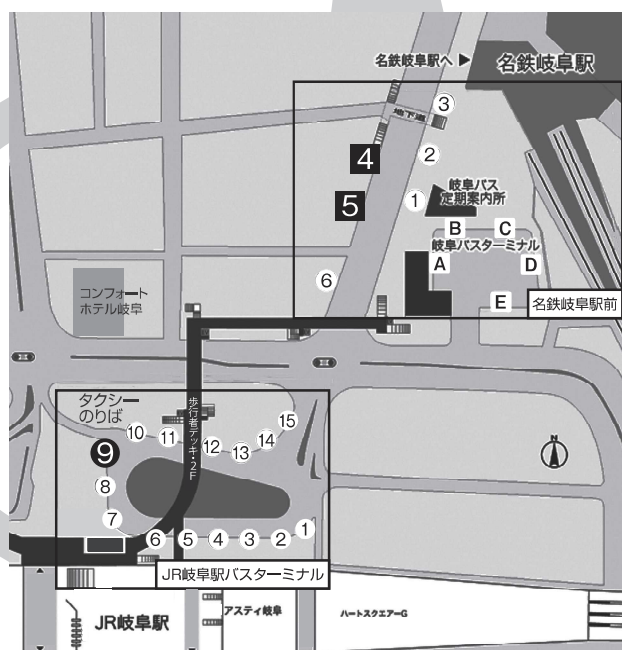 名鉄岐阜駅へ ▶
名鉄岐阜駅
3
地下道
4
2
5
1
岐阜バス
定期案内所
B
C
岐阜バスターミナル
A
D
6
E
名鉄岐阜駅前
コンフォート
ホテル岐阜
タクシー
のりば
歩行者デッキ・2F
10
11
12
13
14
15
9
8
7
6
5
4
3
2
1
N
JR岐阜駅バスターミナル
JR岐阜駅
アスティ岐阜
ハートスクエアーG